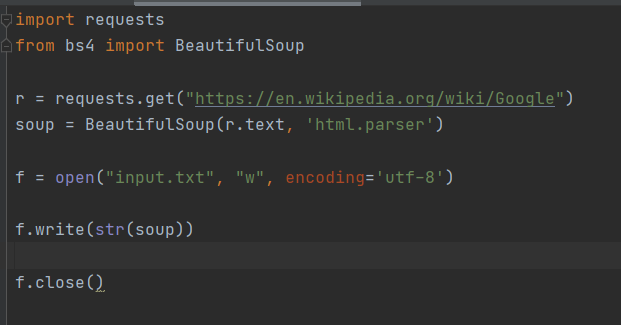 import requests
from bs4 import BeautifulSoup
r = requests.get("https://en.wikipedia.org/wiki/Google")
soup = BeautifulSoup(r.text, 'html.parser')
f = open("input.txt", "w", encoding='utf-8')
f.write(str(soup))
f.close()